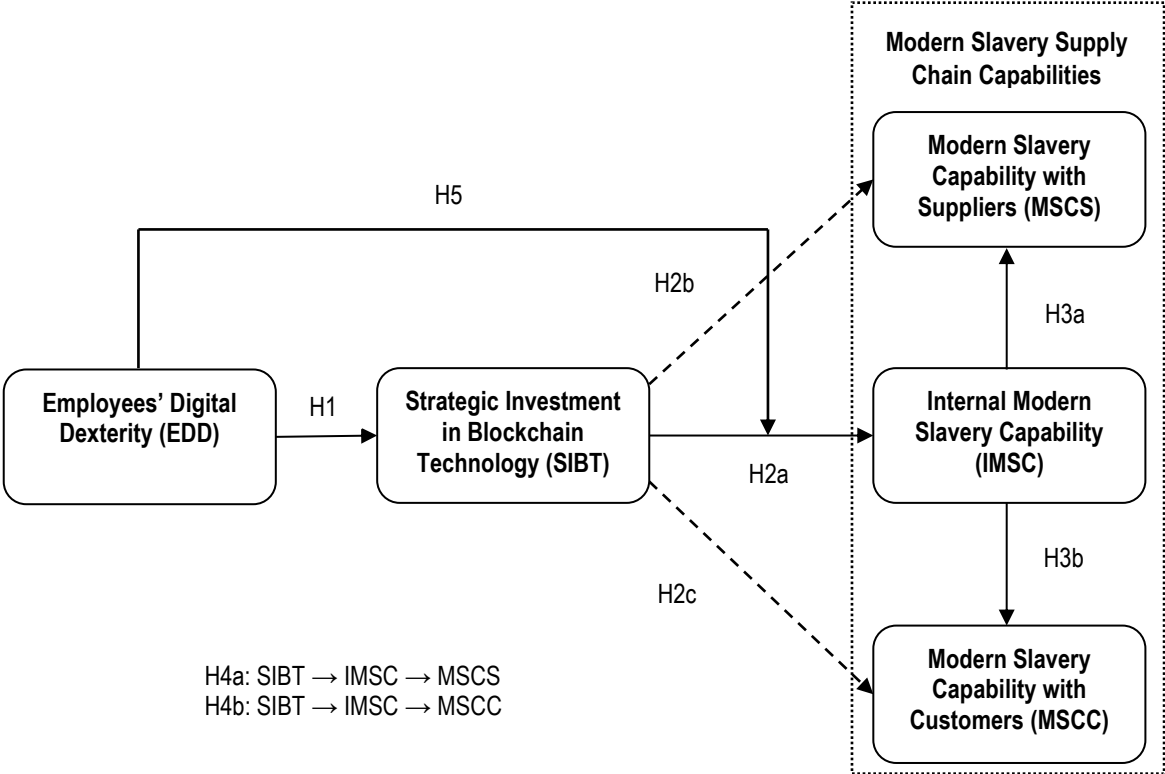 Modern Slavery Supply
Chain Capabilities
Modern Slavery
Capability with
Suppliers (MSCS)
H5
H2b
H3a
Employees’ Digital
Dexterity (EDD)
H1
Strategic Investment
in Blockchain
Technology (SIBT)
H2a
Internal Modern
Slavery Capability
(IMSC)
H3b
H2c
Modern Slavery
Capability with
Customers (MSCC)
H4a: SIBT → IMSC → MSCS
H4b: SIBT → IMSC → MSCC